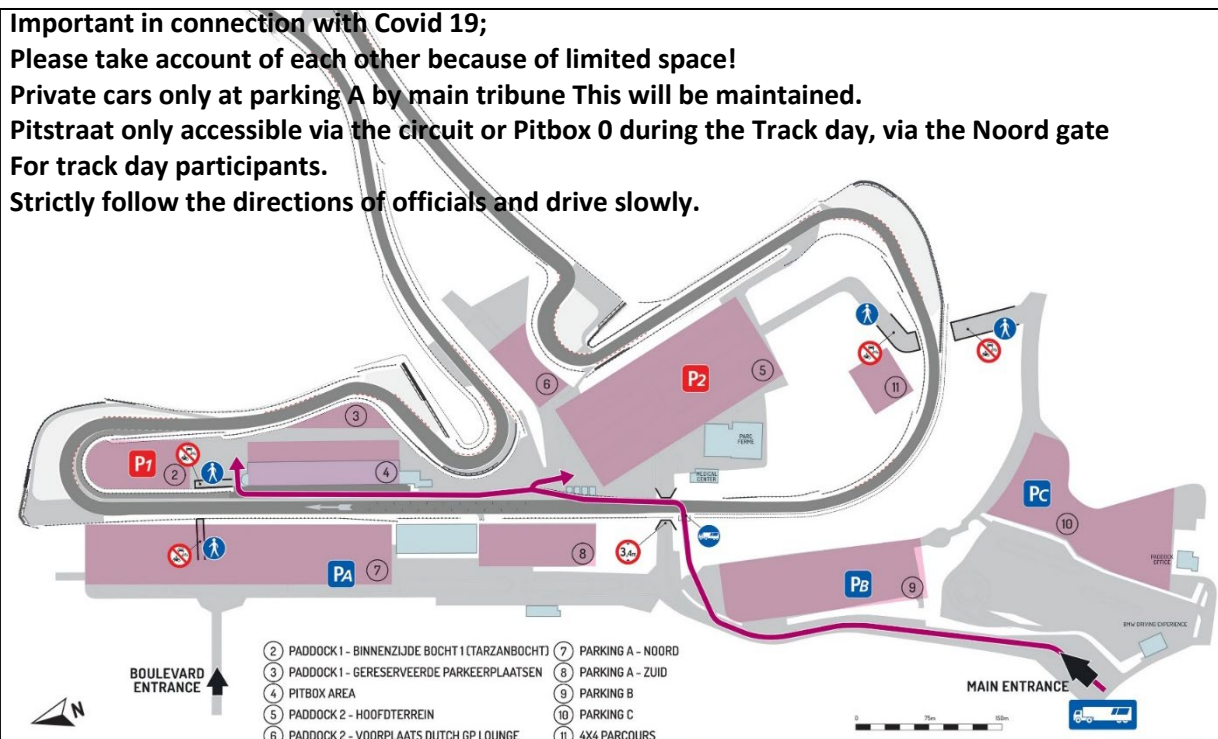 Important in connection with Covid 19;
Please take account of each other because of limited space!
Private cars only at parking A by main tribune This will be maintained.
Pitstraat only accessible via the circuit or Pitbox 0 during the Track day, via the Noord gate
For track day participants.
Strictly follow the directions of officials and drive slowly.
6
P2
5
11
PARC
FERME
3
P1
2
4
MEDICAL
CENTER
PC
10
PADDOCK
OFFICE
8
3,4m
PA
7
PB
9
BMW DRIVING EXPERIENCE
BOULEVARD
ENTRANCE
MAIN ENTRANCE
N
2 PADDOCK 1 - BINNENZIJDE BOCHT 1 (TARZANBOCHT)
3 PADDOCK 1 - GERESERVEERDE PARKEERPLAATSEN
4 PITBOX AREA
5 PADDOCK 2 - HOOFDTERREIN
6 PADDOCK 2 - VOORPLAATS DUTCH GP LOUNGE
7 PARKING A - NOORD
8 PARKING A - ZUID
9 PARKING B
10 PARKING C
11 4X4 PARCOURS
0 75m 150m